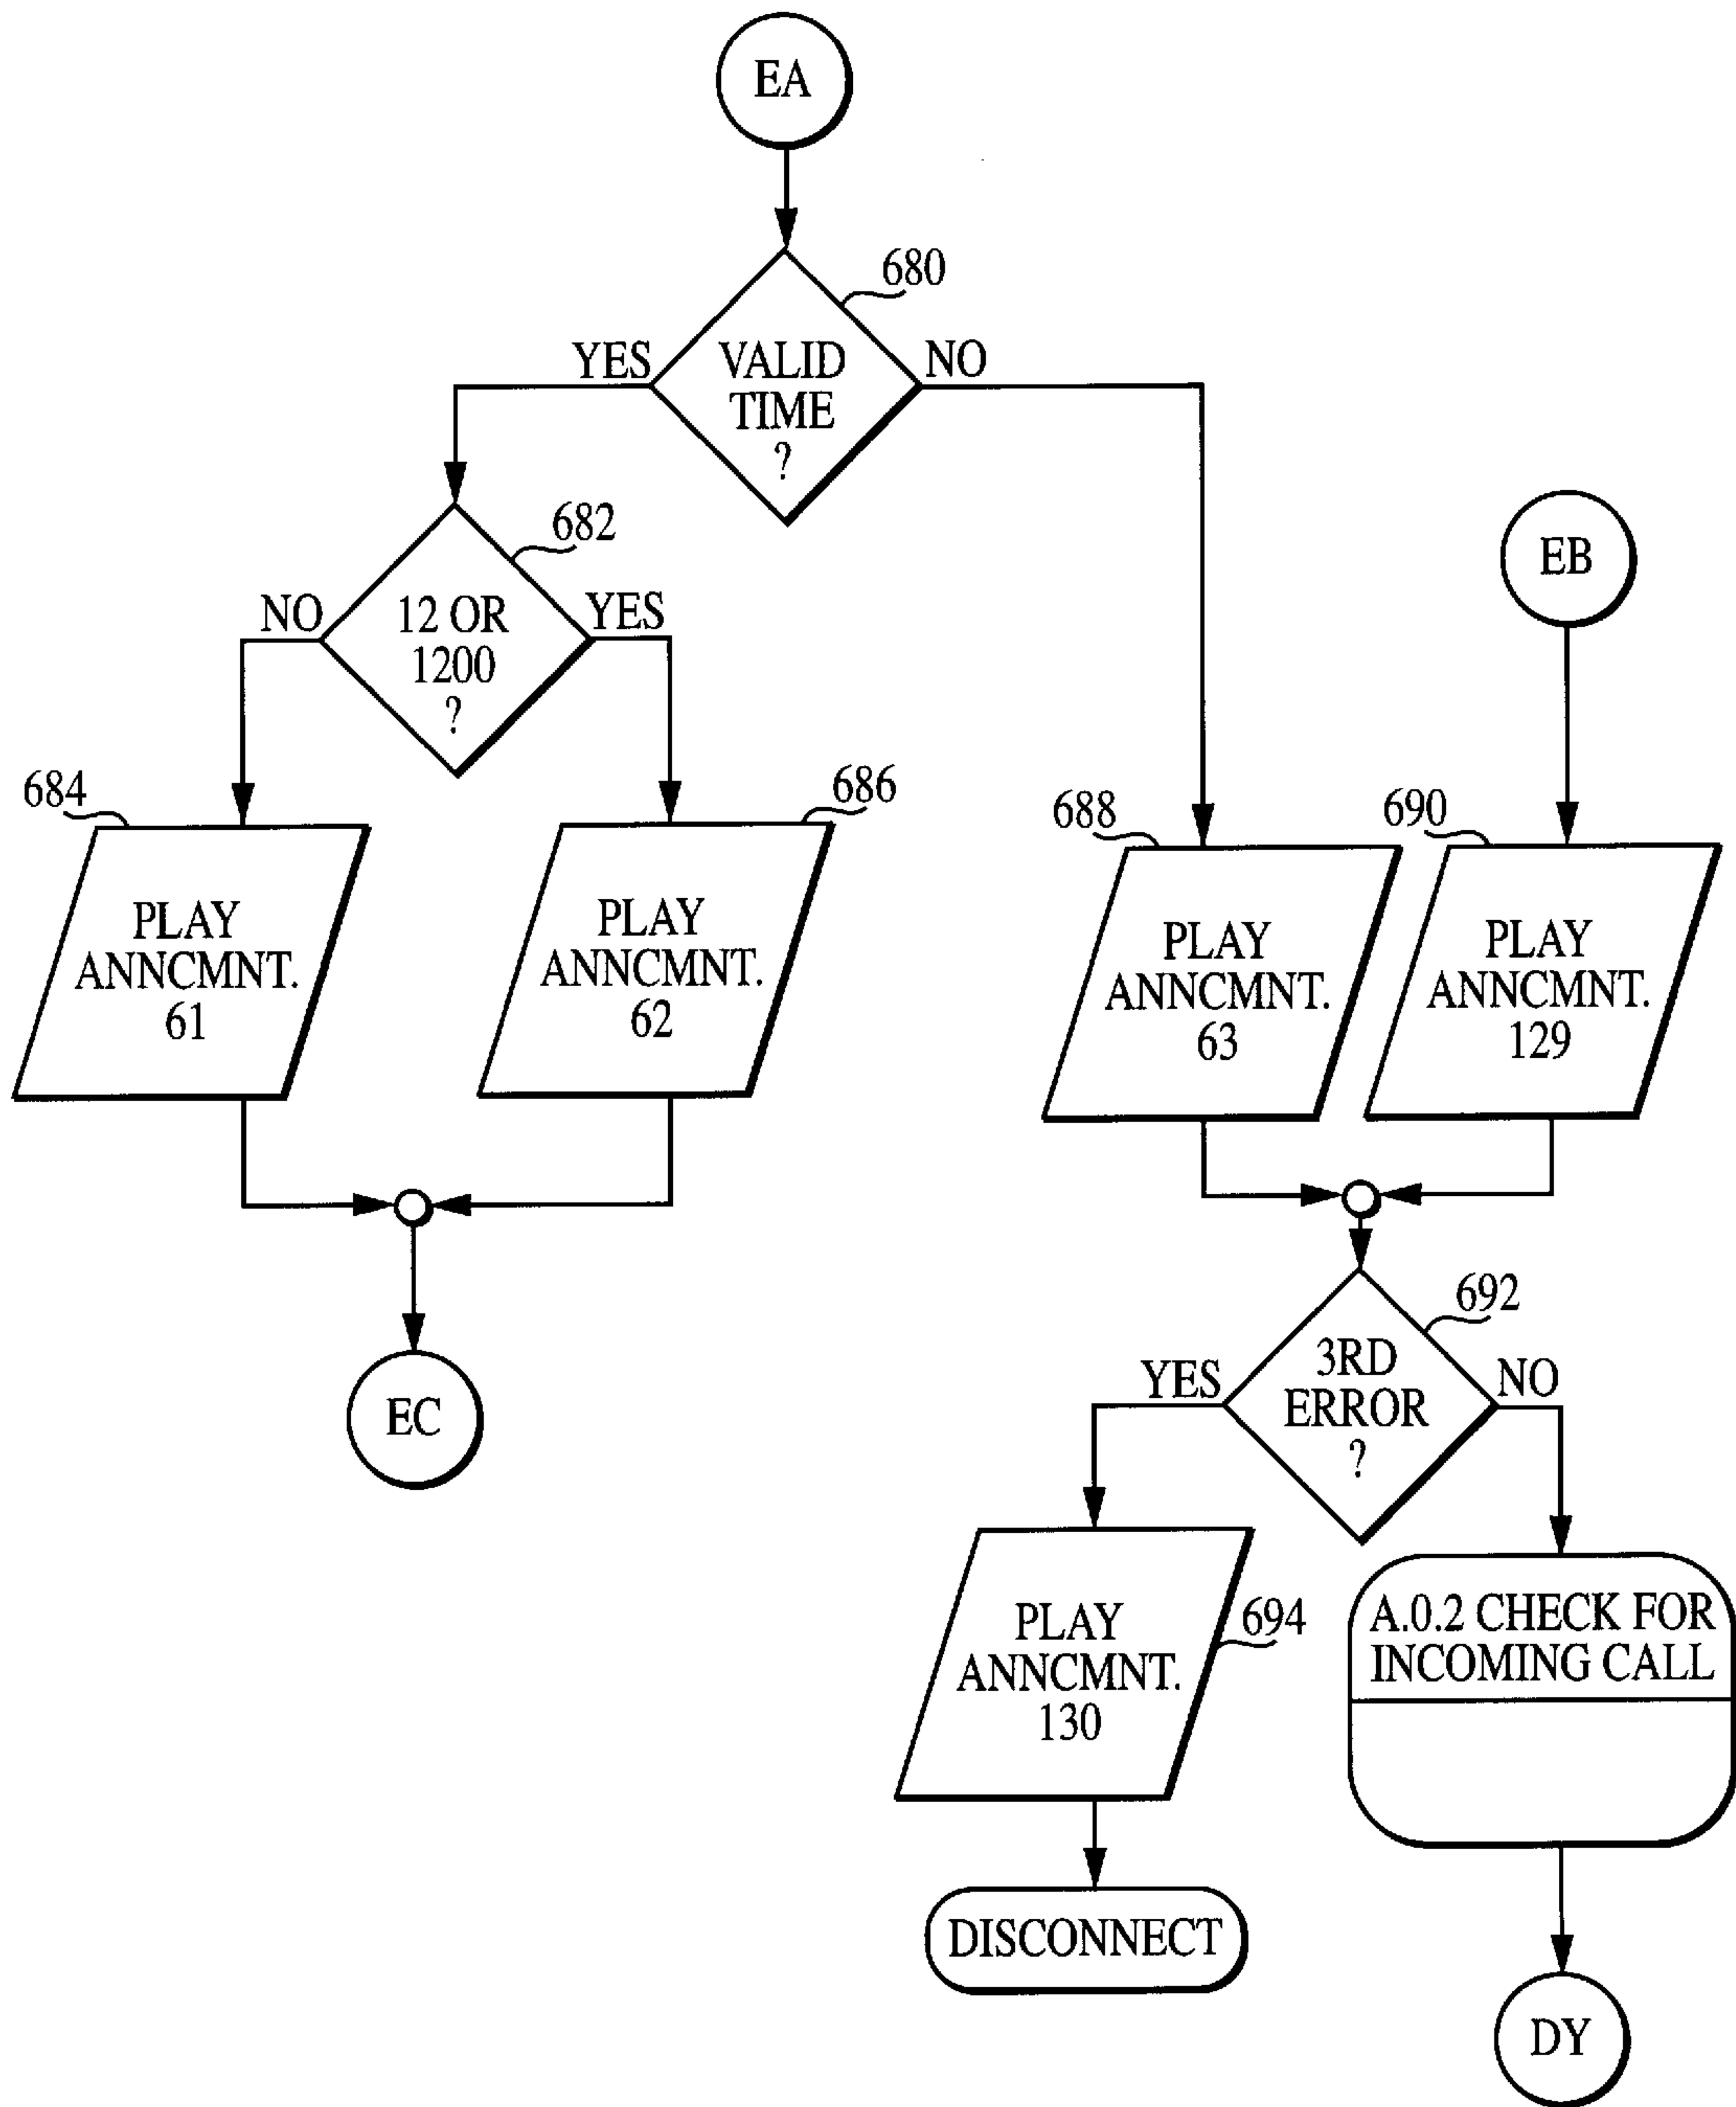 EA
680
YES
VALID
TIME
?
NO
682
NO
12 OR
1200
?
YES
EB
684
PLAY
ANNCMNT.
61
686
PLAY
ANNCMNT.
62
688
PLAY
ANNCMNT.
63
690
PLAY
ANNCMNT.
129
EC
692
YES
3RD
ERROR
?
NO
PLAY
ANNCMNT.
130
694
A.0.2 CHECK FOR
INCOMING CALL
DISCONNECT
DY